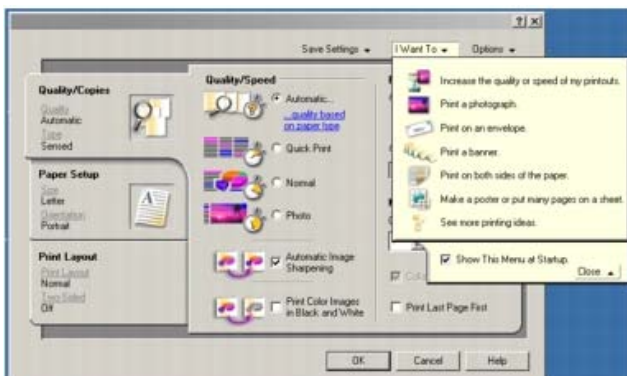 Save Settings
I Want To
Options
Quality/Copies
Quality
Automatic
Type
Sensed
Paper Setup
Size
Letter
Orientation
Portrait
Print Layout
Print Layout
Normal
Two Sided
Off
Quality/Speed
Automatic...
...quality based
on paper type
Quick Print
Normal
Photo
Automatic Image
Sharpening
Print Color Images
in Black and White
Increase the quality or speed of my printouts.
Print a photograph.
Print on an envelope.
Print a banner.
Print on both sides of the paper.
Make a poster or put many pages on a sheet.
See more printing ideas.
Show This Menu at Startup.
Close
Print Last Page First
OK
Cancel
Help